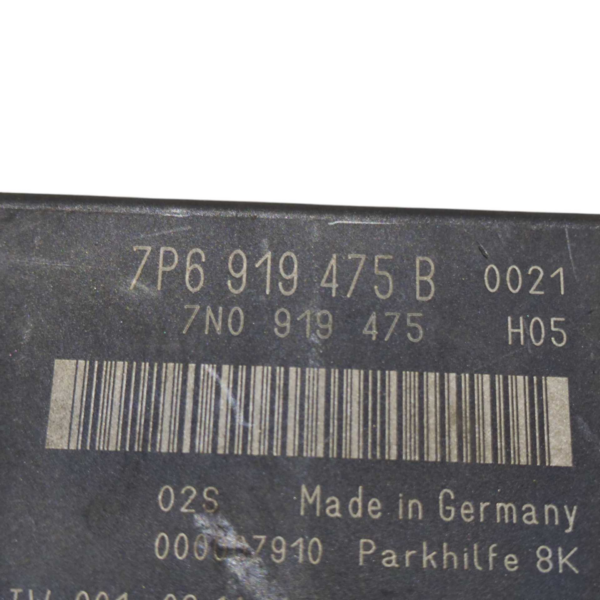 7P6 919 475 B 0021
7N0 919 475 H05
02S Made in Germany
Parkhilfe 8K